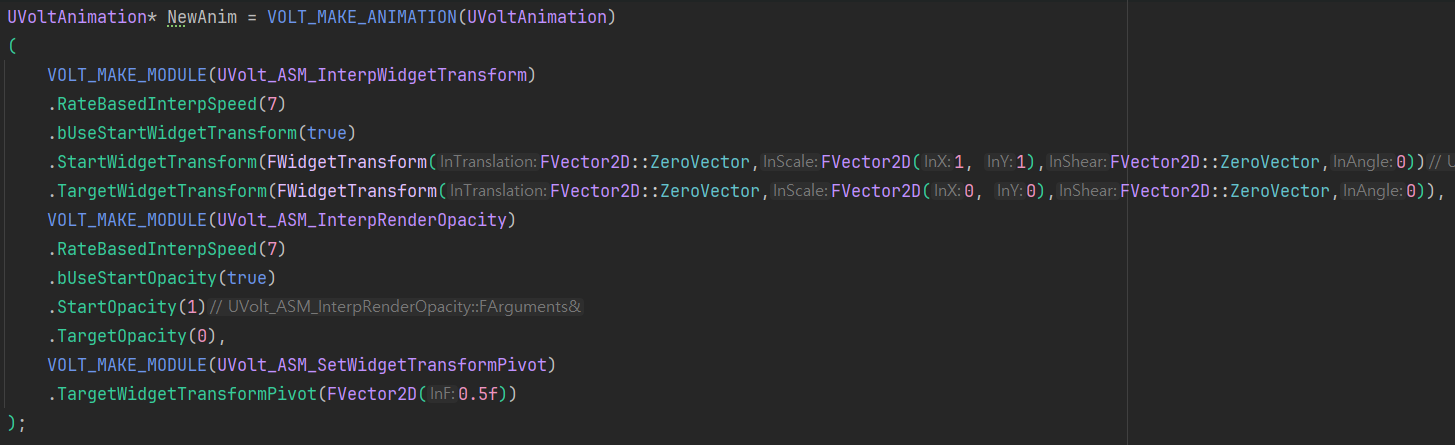 UVoltAnimation* NewAnim = VOLT_MAKE_ANIMATION(UVoltAnimation)
(
VOLT_MAKE_MODULE(UVolt_ASM_InterpWidgetTransform)
.RateBasedInterpSpeed(7)
.bUseStartWidgetTransform(true)
.StartWidgetTransform(FWidgetTransform(InTranslation:FVector2D::ZeroVector,InScale:FVector2D(InX:1, InY:1),InShear:FVector2D::ZeroVector,InAngle:0))// U
.TargetWidgetTransform(FWidgetTransform(InTranslation:FVector2D::ZeroVector,InScale:FVector2D(InX:0, InY:0),InShear:FVector2D::ZeroVector,InAngle:0)),
VOLT_MAKE_MODULE(UVolt_ASM_InterpRenderOpacity)
.RateBasedInterpSpeed(7)
.bUseStartOpacity(true)
.StartOpacity(1)// UVolt_ASM_InterpRenderOpacity::FArguments&
.TargetOpacity(0),
VOLT_MAKE_MODULE(UVolt_ASM_SetWidgetTransformPivot)
.TargetWidgetTransformPivot(FVector2D(InF:0.5f))
);